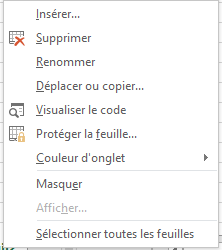 Insérer...
Supprimer
Renommer
Déplacer ou copier...
Visualiser le code
Protéger la feuille...
Couleur d'onglet
Masquer
Afficher...
Sélectionner toutes les feuilles